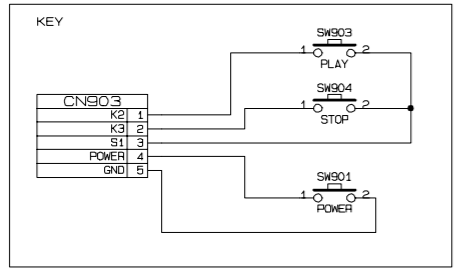 KEY
SW903
1 2
PLAY
SW904
1 2
STOP
CN903
K2 1
K3 2
S1 3
POWER 4
GND 5
SW901
1 2
POWER